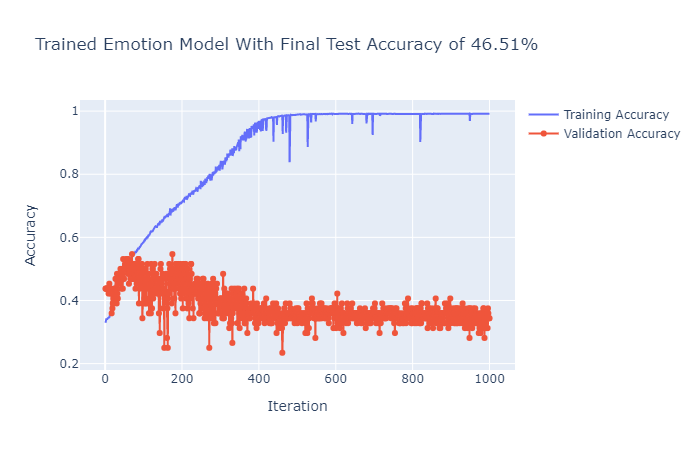 Trained Emotion Model With Final Test Accuracy of 46.51%
1
0.8
0.6
0.4
0.2
Accuracy
0
200
400
600
800
1000
Iteration
Training Accuracy
Validation Accuracy